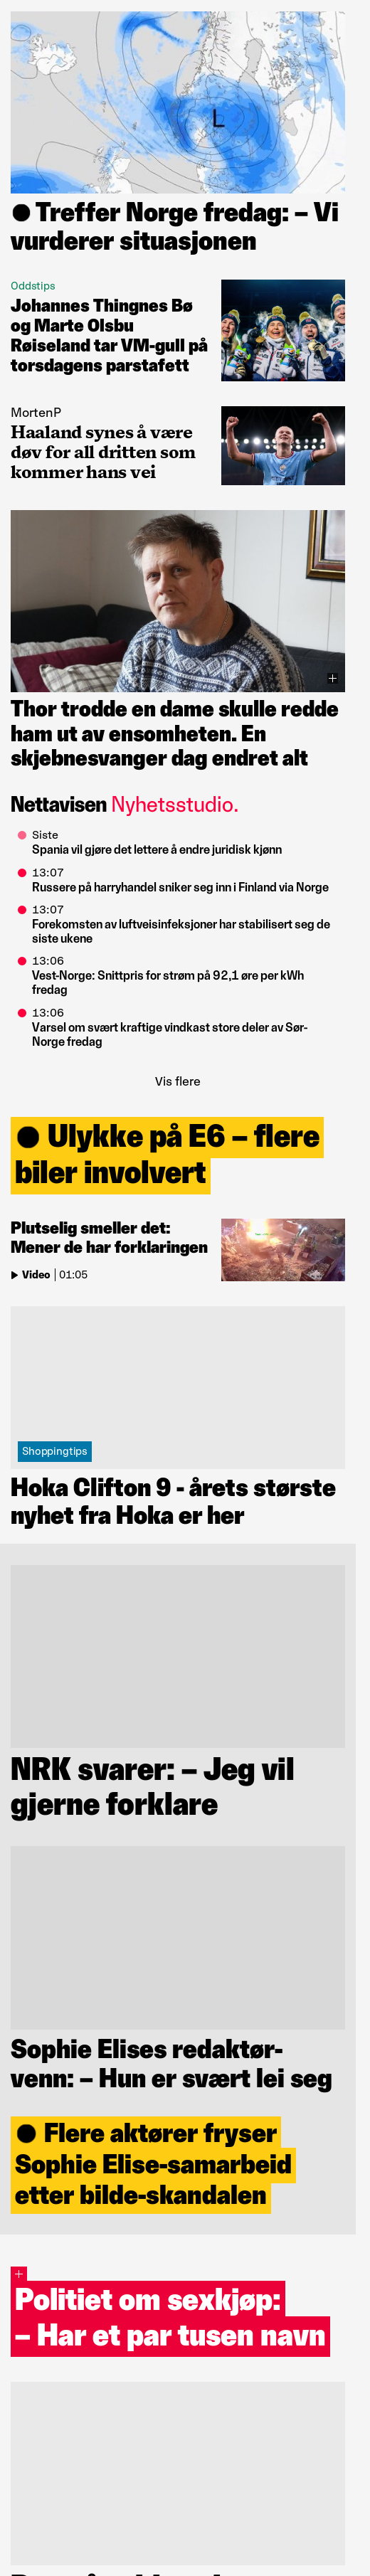 L
● Treffer Norge fredag: – Vi
vurderer situasjonen
Oddstips
Johannes Thingnes Bø
og Marte Olsbu
Røiseland tar VM-gull på
torsdagens parstafett
MortenP
Haaland synes å være
døv for all dritten som
kommer hans vei
Thor trodde en dame skulle redde
ham ut av ensomheten. En
skjebnesvanger dag endret alt
Nettavisen Nyhetsstudio.
Siste
Spania vil gjøre det lettere å endre juridisk kjønn
13:07
Russere på harryhandel sniker seg inn i Finland via Norge
13:07
Forekomsten av luftveisinfeksjoner har stabilisert seg de
siste ukene
13:06
Vest-Norge: Snittpris for strøm på 92,1 øre per kWh
fredag
13:06
Varsel om svært kraftige vindkast store deler av Sør-
Norge fredag
Vis flere
● Ulykke på E6 – flere
biler involvert
Plutselig smeller det:
Mener de har forklaringen
Video | 01:05
Shoppingtips
Hoka Clifton 9 - årets største
nyhet fra Hoka er her
NRK svarer: – Jeg vil
gjerne forklare
Sophie Elises redaktør-
venn: – Hun er svært lei seg
● Flere aktører fryser
Sophie Elise-samarbeid
etter bilde-skandalen
Politiet om sexkjøp:
– Har et par tusen navn